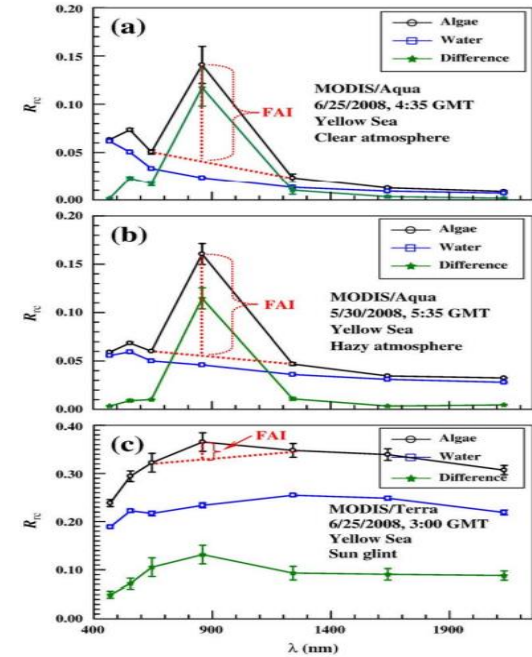 (a)
Algae
Water
Difference
FAI
MODIS/Aqua
6/25/2008, 4:35 GMT
Yellow Sea
Clear atmosphere
Rrc
0.20
0.15
0.10
0.05
0.00
(b)
Algae
Water
Difference
FAI
MODIS/Aqua
5/30/2008, 5:35 GMT
Yellow Sea
Hazy atmosphere
Rrc
0.20
0.15
0.10
0.05
0.00
(c)
FAI
Algae
Water
Difference
MODIS/Terra
6/25/2008, 3:00 GMT
Yellow Sea
Sun glint
Rrc
0.40
0.30
0.20
0.10
0.00
400 900 1400 1900
λ (nm)